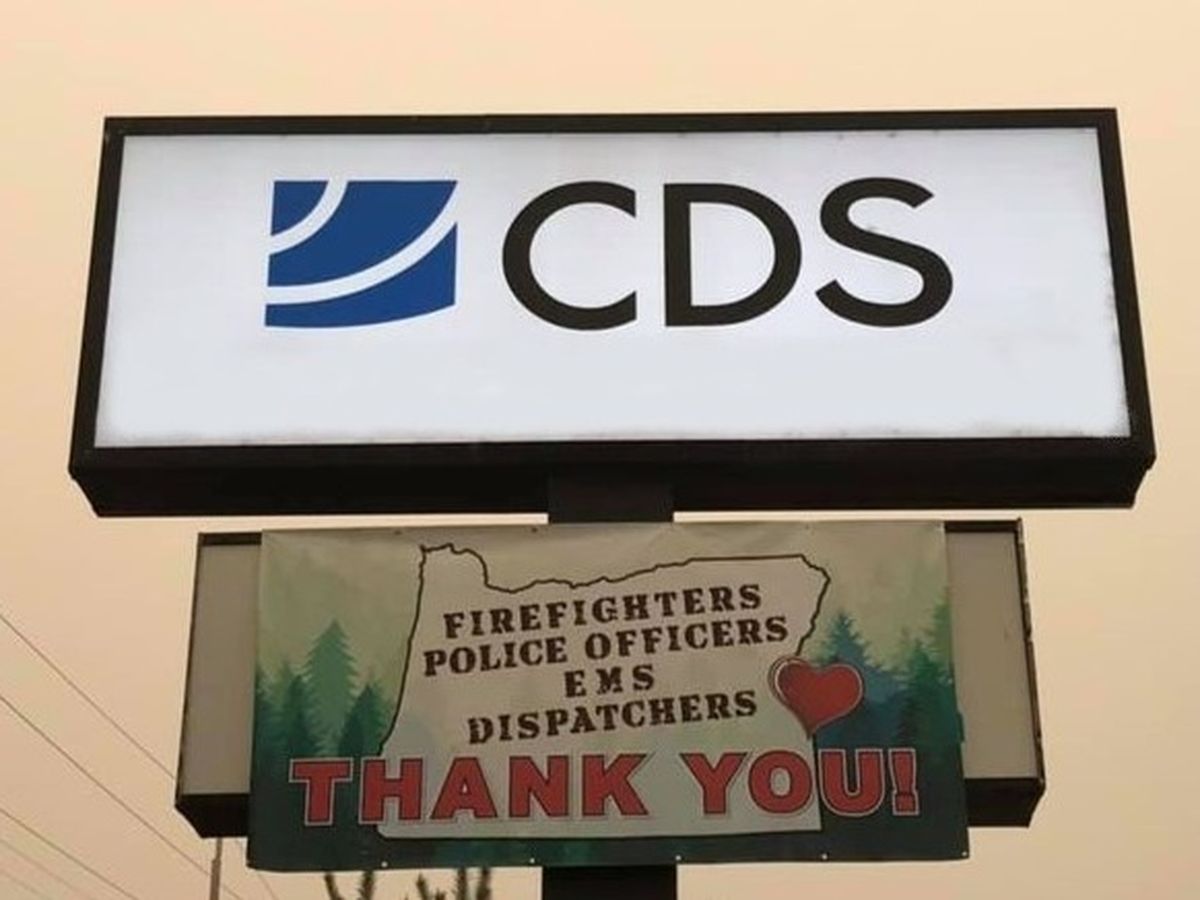 CDS
FIREFIGHTERS
POLICE OFFICERS
EMS
DISPATCHERS
THANK YOU!